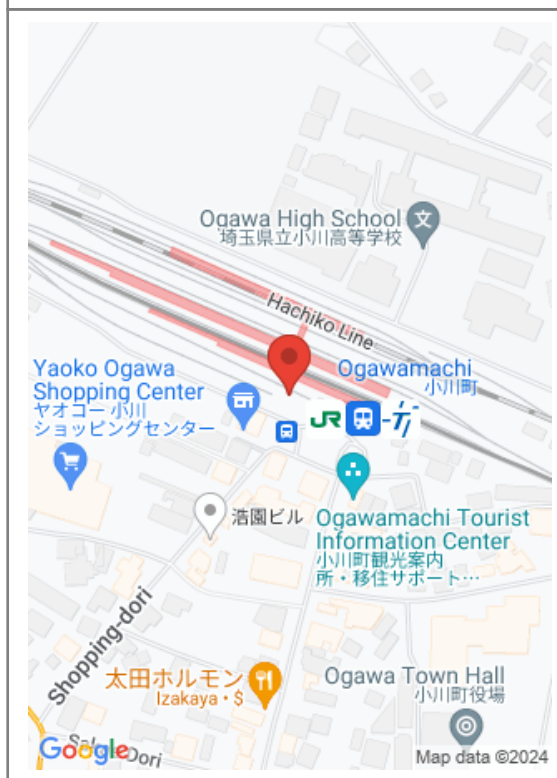 Ogawa High School
埼玉県立小川高等学校
Hachiko Line
Yaoko Ogawa
Shopping Center
ヤオコー 小川
ショッピングセンター
Ogawamachi
小川町
JR
浩園ビル
Ogawamachi Tourist
Information Center
小川町観光案内
所・移住サポート…
Shopping-dori
太田ホルモン
Izakaya・$
Ogawa Town Hall
小川町役場
Dori
Google
Map data ©2024